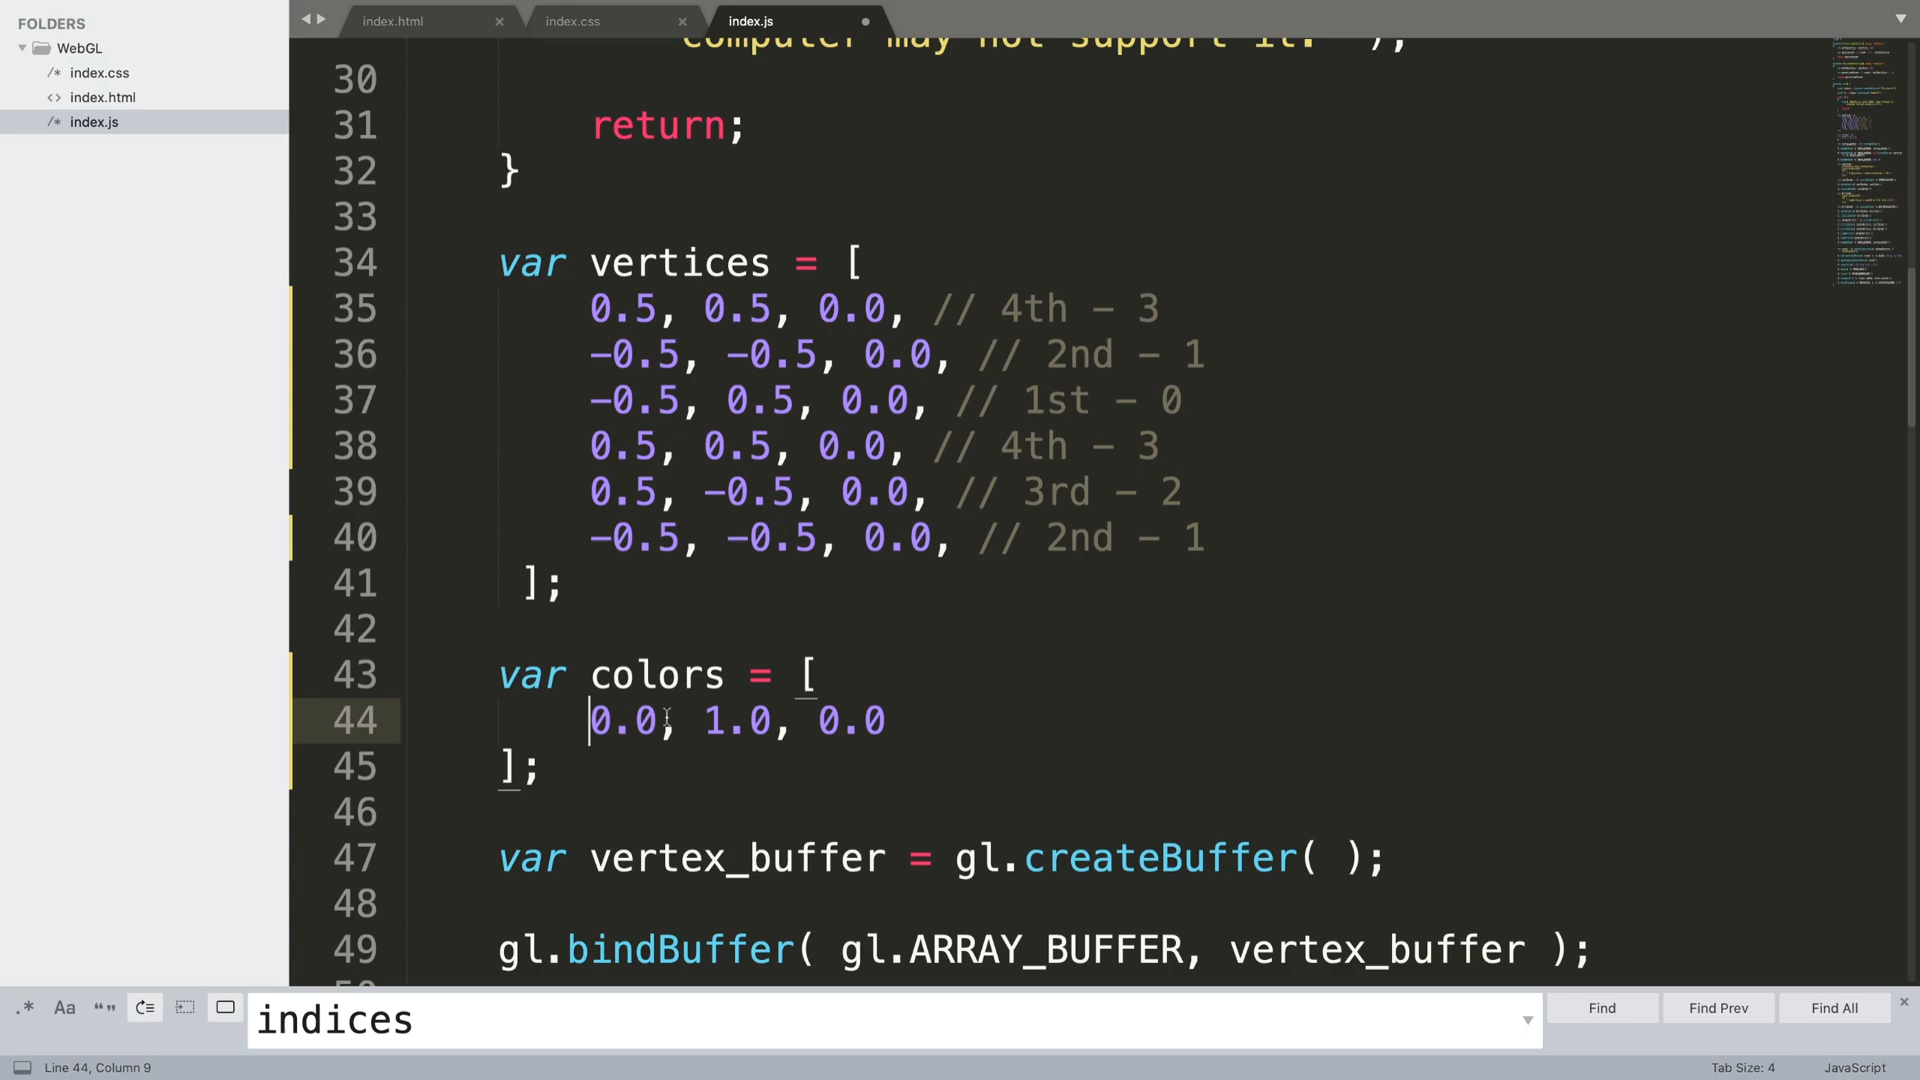 FOLDERS
WebGL
/* index.css
<> index.html
/* index.js
index.html ×
index.css ×
index.js
computer may not support it. " );
30
31 return;
32 }
33
34 var vertices = [
35 0.5, 0.5, 0.0, // 4th - 3
36 -0.5, -0.5, 0.0, // 2nd - 1
37 -0.5, 0.5, 0.0, // 1st - 0
38 0.5, 0.5, 0.0, // 4th - 3
39 0.5, -0.5, 0.0, // 3rd - 2
40 -0.5, -0.5, 0.0, // 2nd - 1
41 ];
42
43 var colors = [
44 0.0, 1.0, 0.0
45 ];
46
47 var vertex_buffer = gl.createBuffer( );
48
49 gl.bindBuffer( gl.ARRAY_BUFFER, vertex_buffer );
.* Aa “” indices Find Find Prev Find All ×
Line 44, Column 9 Tab Size: 4 JavaScript